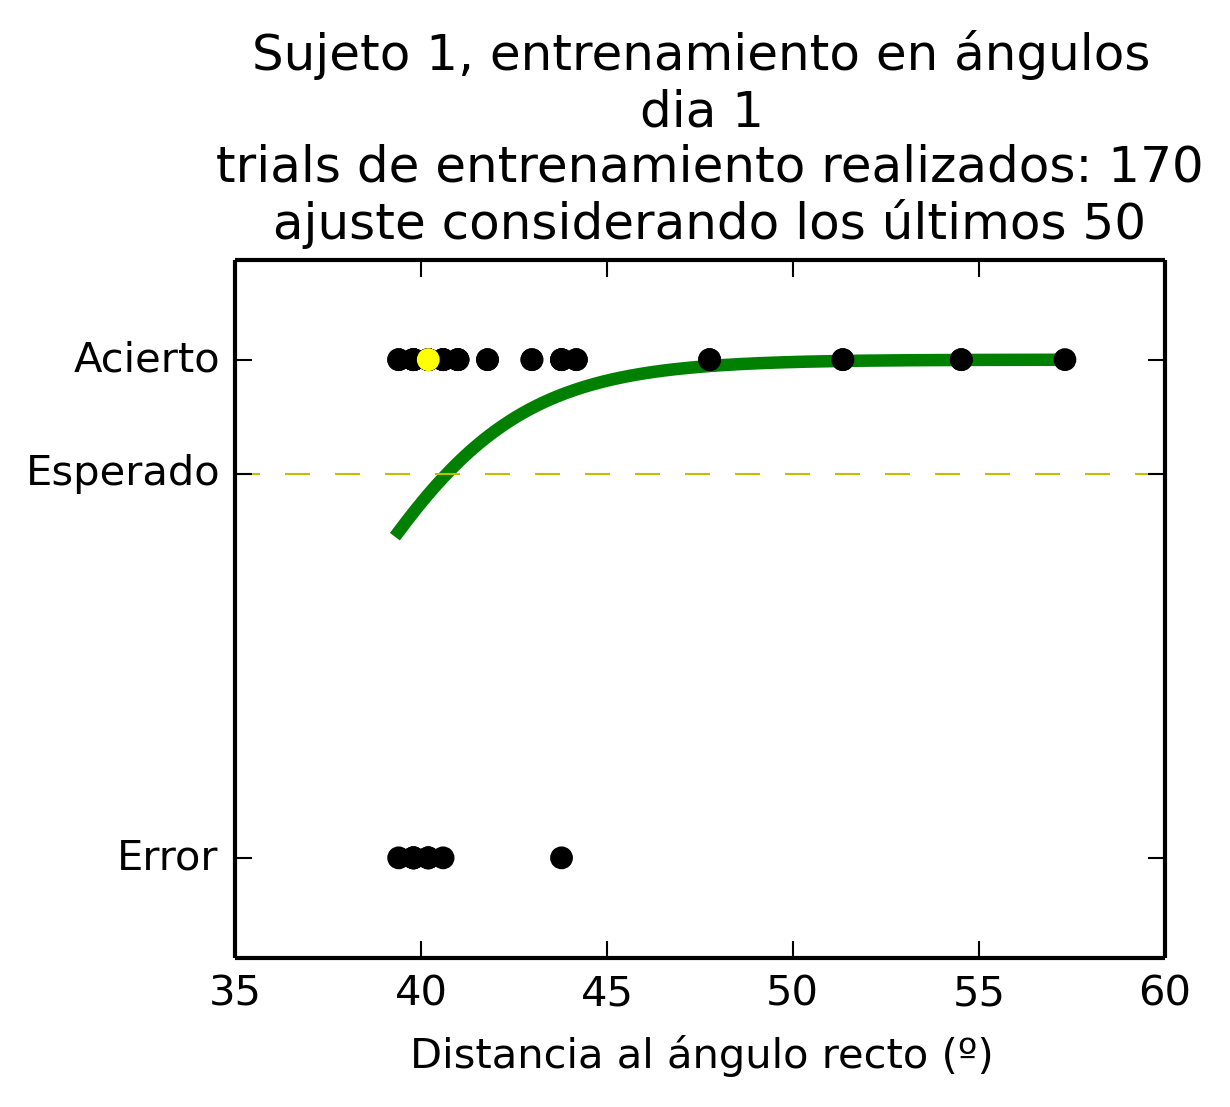 Sujeto 1, entrenamiento en ángulos
dia 1
trials de entrenamiento realizados: 170
ajuste considerando los últimos 50
Acierto
Esperado
Error
35 40 45 50 55 60
Distancia al ángulo recto (º)